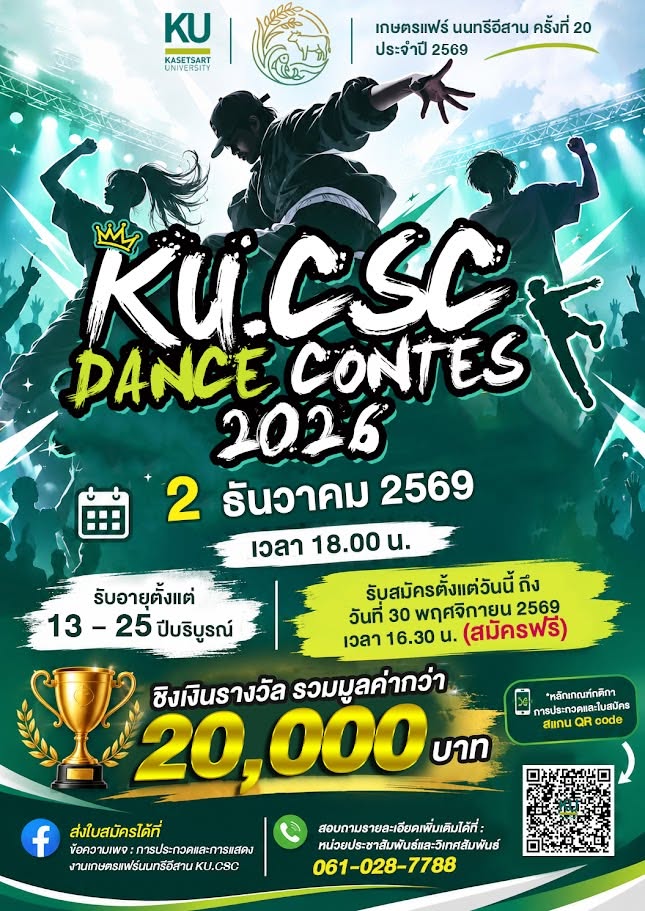 KU
KASETSART
UNIVERSITY
เกษตรแฟร์ นนทรีอีสาน ครั้งที่ 20
ประจำปี 2569
KU.CSC
DANCE CONTES
2026
2 ธันวาคม 2569
เวลา 18.00 น.
รับอายุตั้งแต่
13 - 25 ปีบริบูรณ์
รับสมัครตั้งแต่วันนี้ ถึง
วันที่ 30 พฤศจิกายน 2569
เวลา 16.30 น. (สมัครฟรี)
ชิงเงินรางวัล รวมมูลค่ากว่า
20,000 บาท
*หลักเกณฑ์กติกา
การประกวดและใบสมัคร
สแกน QR code
KU
ส่งใบสมัครได้ที่
ข้อความเพจ : การประกวดและการแสดง
งานเกษตรแฟร์นนทรีอีสาน KU.CSC
สอบถามรายละเอียดเพิ่มเติมได้ที่ :
หน่วยประชาสัมพันธ์และวิเทศสัมพันธ์
061-028-7788